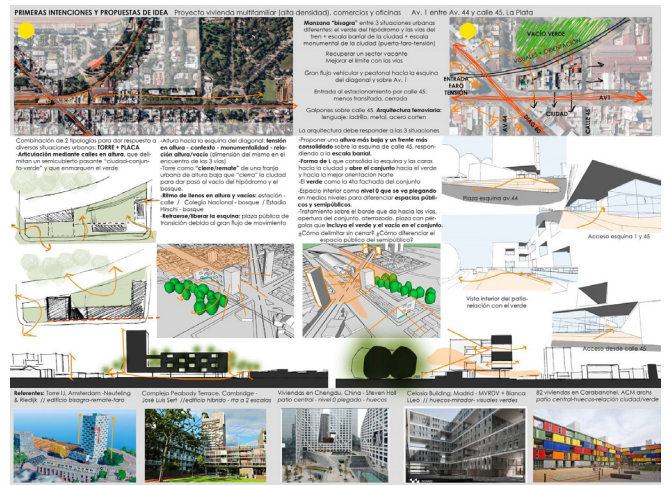 PRIMERAS INTENCIONES Y PROPUESTAS DE IDEA Proyecto vivienda multifamiliar (alta densidad), comercios y oficinas Av. 1 entre Av. 44 y calle 45, La Plata
Manzana "bisagra" entre 3 situaciones urbanas
diferentes: el verde del hipódromo y las vías del
tren + escala barrial de la ciudad + escala
monumental de la ciudad (puerta-faro-tensión)
Recuperar un sector vacante
Mejorar el límite con las vías
Gran flujo vehicular y peatonal hacia la esquina
del diagonal y sobre Av. 1
Entrada al estacionamiento por calle 45:
menos transitada, cerrada
Galpones sobre calle 45. Arquitectura ferroviaria:
lenguaje: ladrillo, metal, acero corten
VACÍO VERDE
ENTRADA
FARO
TENSIÓN
AV1
CIUDAD
CALLE 45
Combinación de 2 tipologías para dar respuesta a
diversas situaciones urbanas: TORRE + PLACA
-Articulación mediante calles en altura, que deli-
mitan un semicubierto pasante "ciudad-conjun-
to-verde" y que enmarquen el verde
-Altura hacia la esquina del diagonal: tensión
en altura - contexto - monumentalidad - rela-
ción altura/vacío (dimensión del mismo en el
encuentro de las 3 vías)
-Torre como "cierre/remate" de una franja
urbana de altura baja que "cierra" la ciudad
para dar paso al vacío del hipódromo y el
bosque.
-Ritmo de llenos en altura y vacíos: estación -
calle / Colegio Nacional - bosque / Estadio
Hirschi - bosque
-Retraerse/liberar la esquina: plaza pública de
transición debido al gran flujo de movimiento
La arquitectura debe responder a las 3 situaciones
-Proponer una altura más baja y un frente más
consolidado sobre la esquina de calle 45, respon-
diendo a la escala barrial.
-Forma de L que consolida la esquina y las caras
hacia la ciudad y abre el conjunto hacia el verde
y hacia la mejor orientación Norte
-El verde como la 4ta fachada del conjunto
-Espacio interior como nivel 0 que se va plegando
en medios niveles para diferenciar espacios públi-
cos y semipúblicos.
-Tratamiento sobre el borde que da hacia las vías,
apertura del conjunto, aterrazado, plaza con pér-
golas que incluya el verde y el vacío en el conjunto.
¿Cómo delimitar sin cerrar? ¿Cómo diferenciar el
espacio público del semipúblico?
Plaza esquina av.44
Acceso esquina 1 y 45
Vista interior del patio-
relación con el verde
Acceso desde calle 45
Referentes: Torre IJ, Amsterdam -Neuteling
& Riedijk // edificio bisagra-remate-faro
Complejo Peabody Terrace, Cambridge -
José Luis Sert //edificio híbrido - rta a 2 escalas
Viviendas en Chengdu, China - Steven Holl
patio central - nivel 0 plegado - huecos
Celosia Building, Madrid - MVRDV + Blanca
LLeó // huecos-mirador- visuales verdes
82 viviendas en Carabanchel, ACM archs
patio central-huecos-relación ciudad/verde